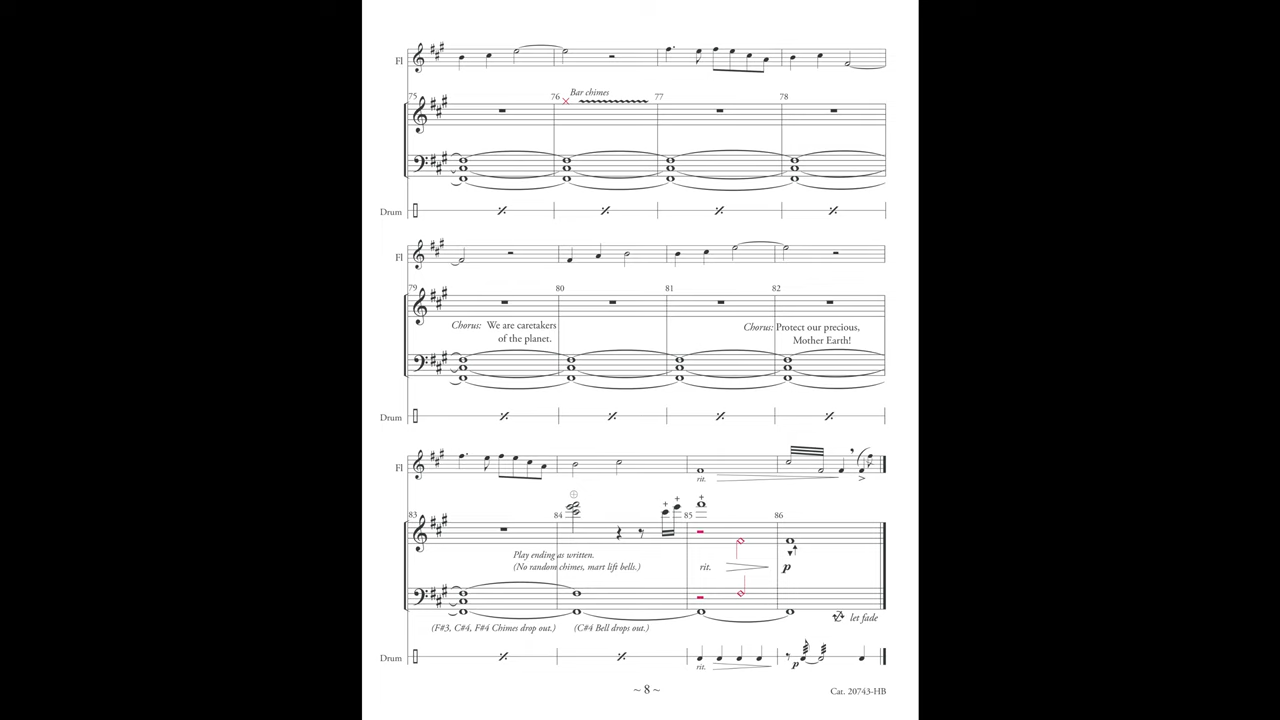 Fl
75
76
Bar chimes
77
78
Drum
Fl
79
80
81
82
Chorus: We are caretakers
of the planet.
Chorus: Protect our precious,
Mother Earth!
Drum
Fl
rit.
83
84
85
86
Play ending as written.
(No random chimes, mart lift bells.)
rit.
p
let fade
(F#3, C#4, F#4 Chimes drop out.)
(C#4 Bell drops out.)
Drum
rit.
p
~ 8 ~
Cat. 20743-HB